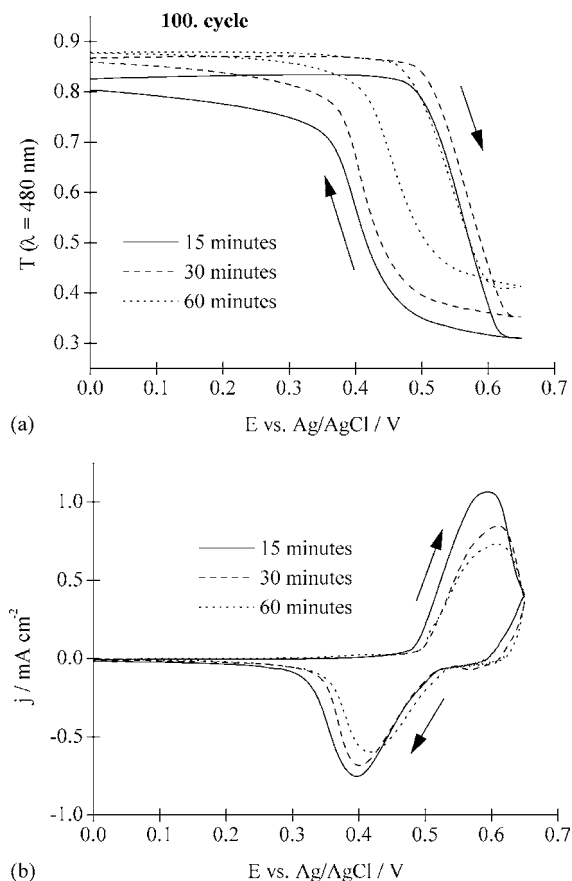 100. cycle
0.9
0.8
0.7
0.6
0.5
0.4
0.3
T (λ = 480 nm)
15 minutes
30 minutes
60 minutes
0.0 0.1 0.2 0.3 0.4 0.5 0.6 0.7
(a)
E vs. Ag/AgCl / V
1.0
0.5
0.0
-0.5
-1.0
j / mA cm⁻²
15 minutes
30 minutes
60 minutes
0.0 0.1 0.2 0.3 0.4 0.5 0.6 0.7
(b)
E vs. Ag/AgCl / V